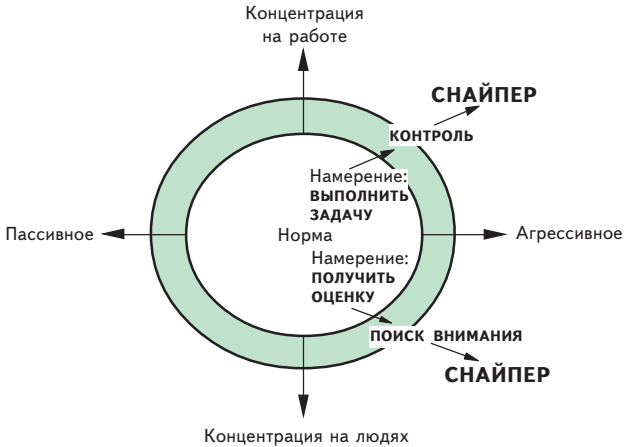 Концентрация
на работе
СНАЙПЕР
КОНТРОЛЬ
Намерение:
ВЫПОЛНИТЬ
ЗАДАЧУ
Пассивное
Норма
Агрессивное
Намерение:
ПОЛУЧИТЬ
ОЦЕНКУ
ПОИСК ВНИМАНИЯ
СНАЙПЕР
Концентрация на людях